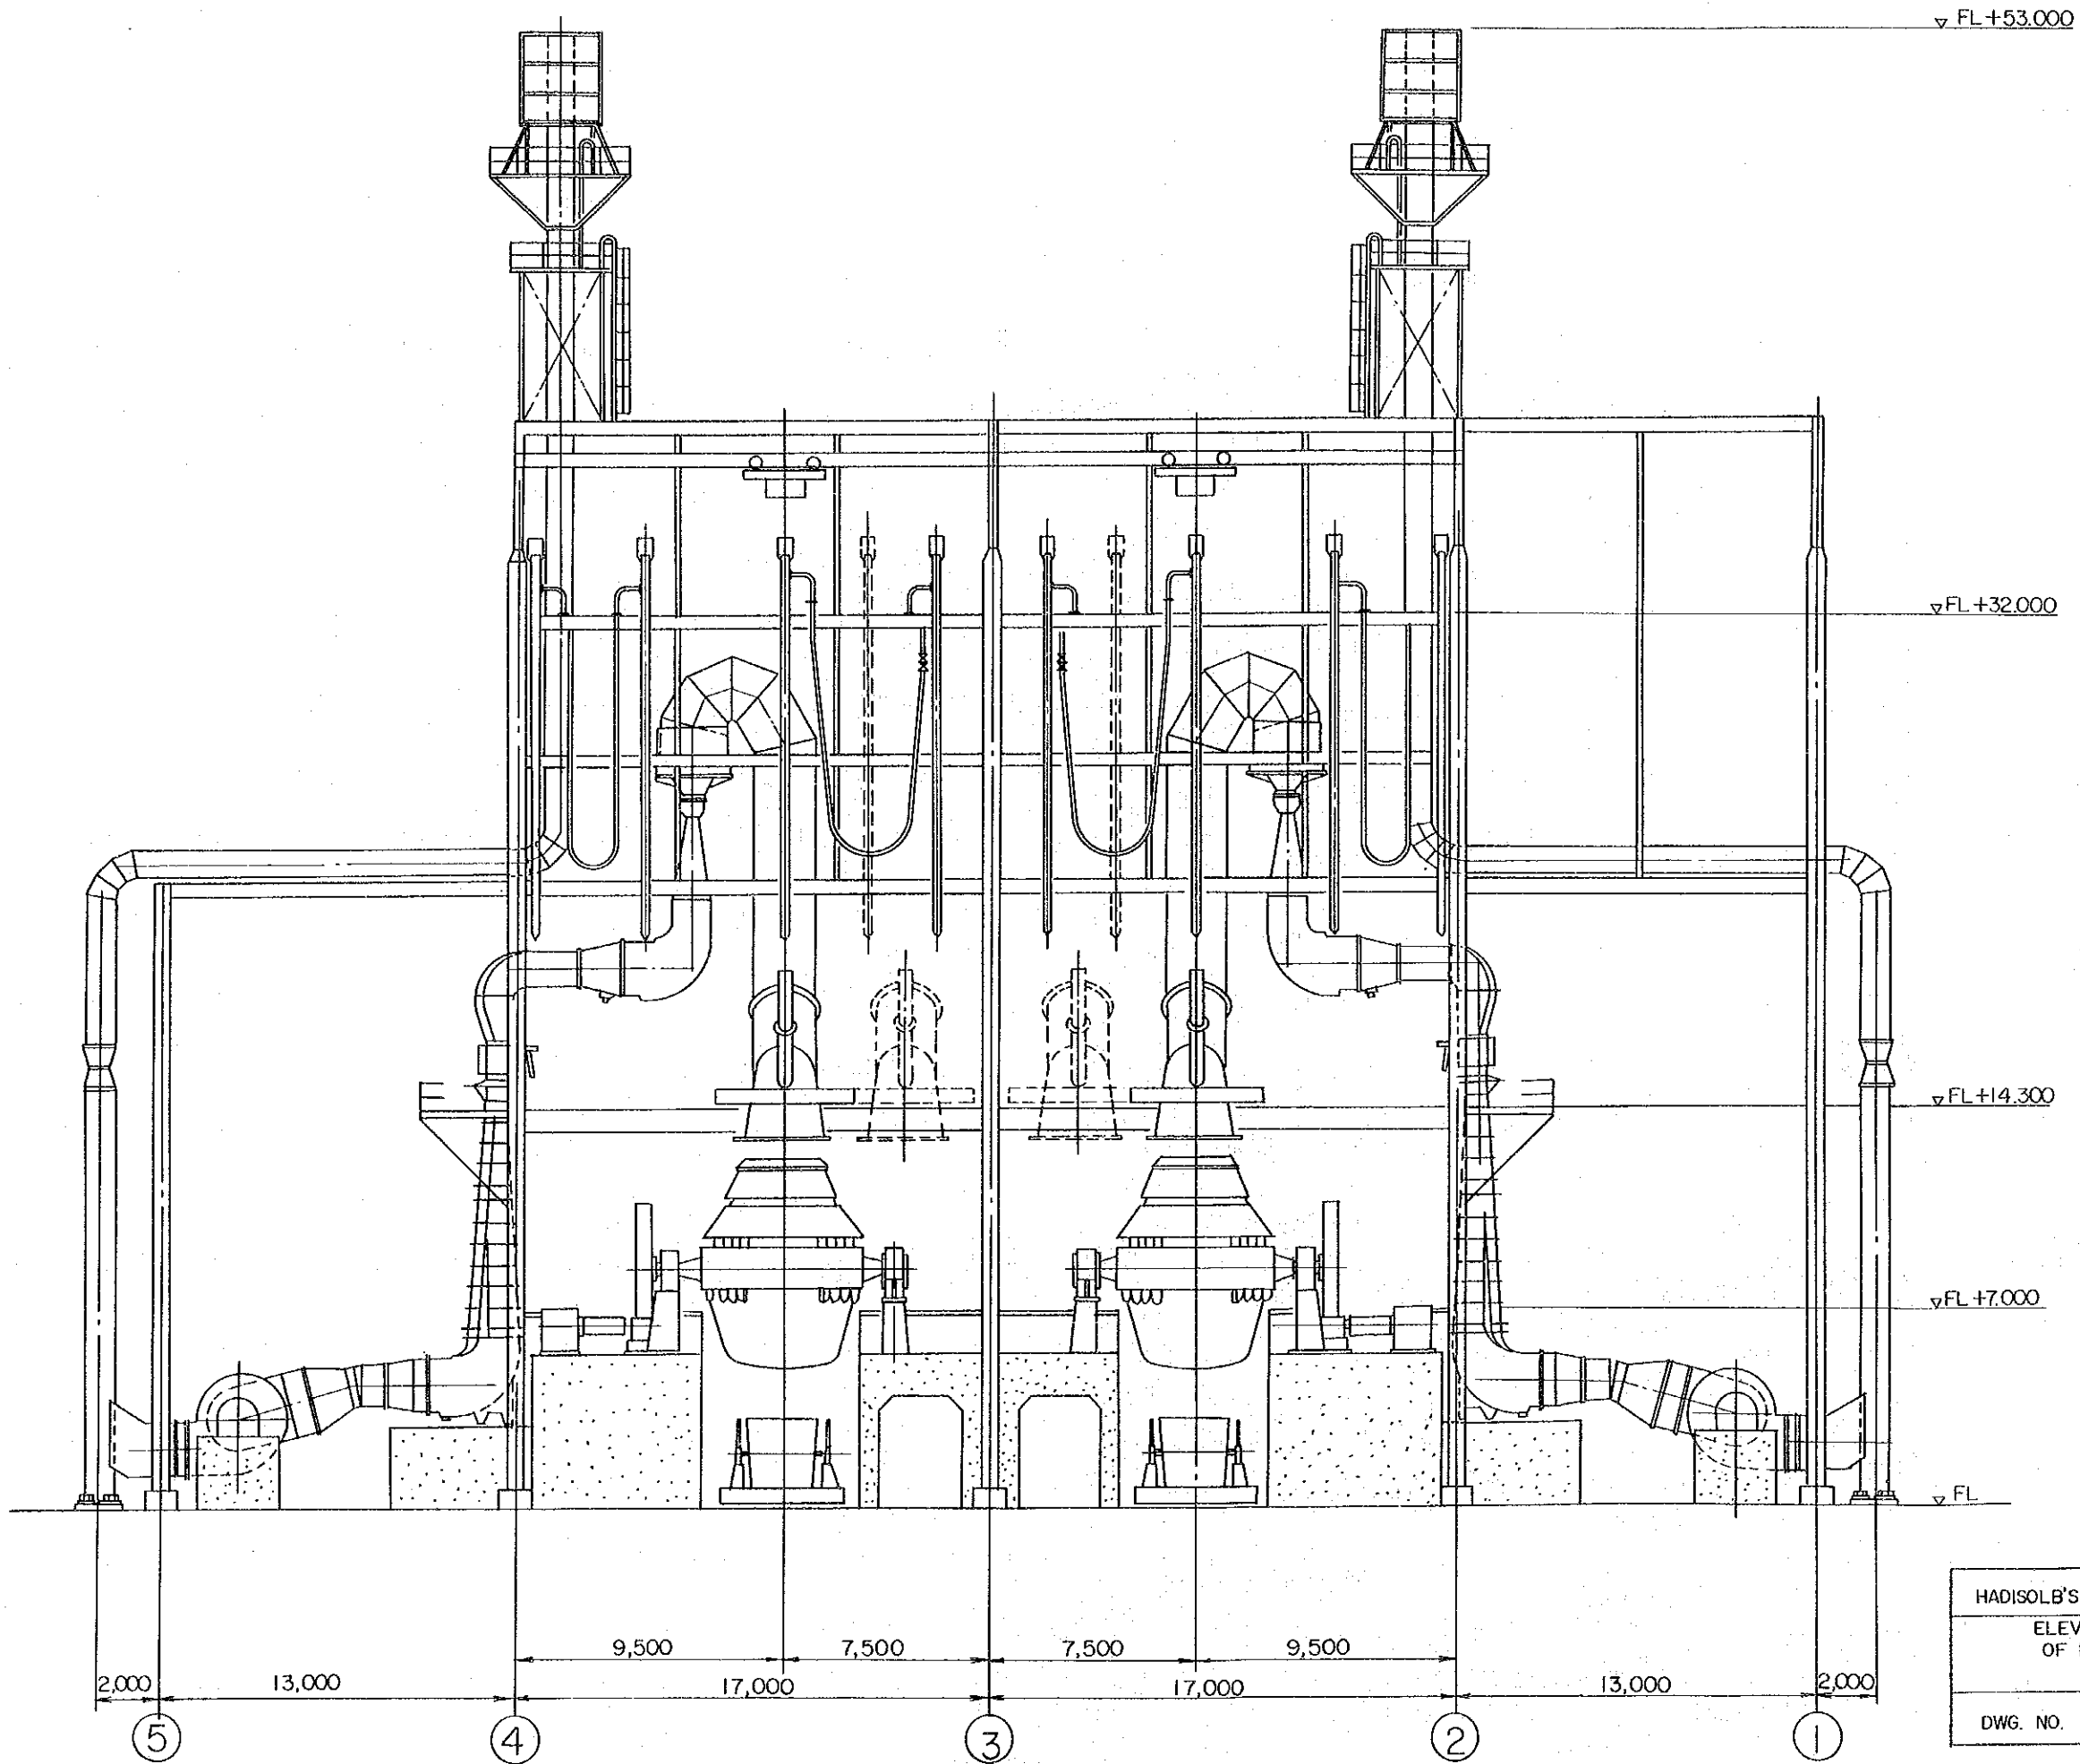 FL+53.000
FL+32.000
FL+14.300
FL+7.000
FL
9,500 7,500 7,500 9,500
2,000 13,000 17,000 17,000 13,000 2,000
5 4 3 2 1
HADISOLB'S
ELEV
OF
DWG. NO.